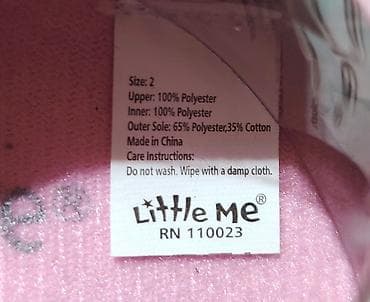 Size: 2
Upper: 100% Polyester
Inner: 100% Polyester
Outer Sole: 65% Polyester,35% Cotton
Made in China
Care Instructions:
Do not wash. Wipe with a damp cloth.
Little Me®
RN 110023
e®